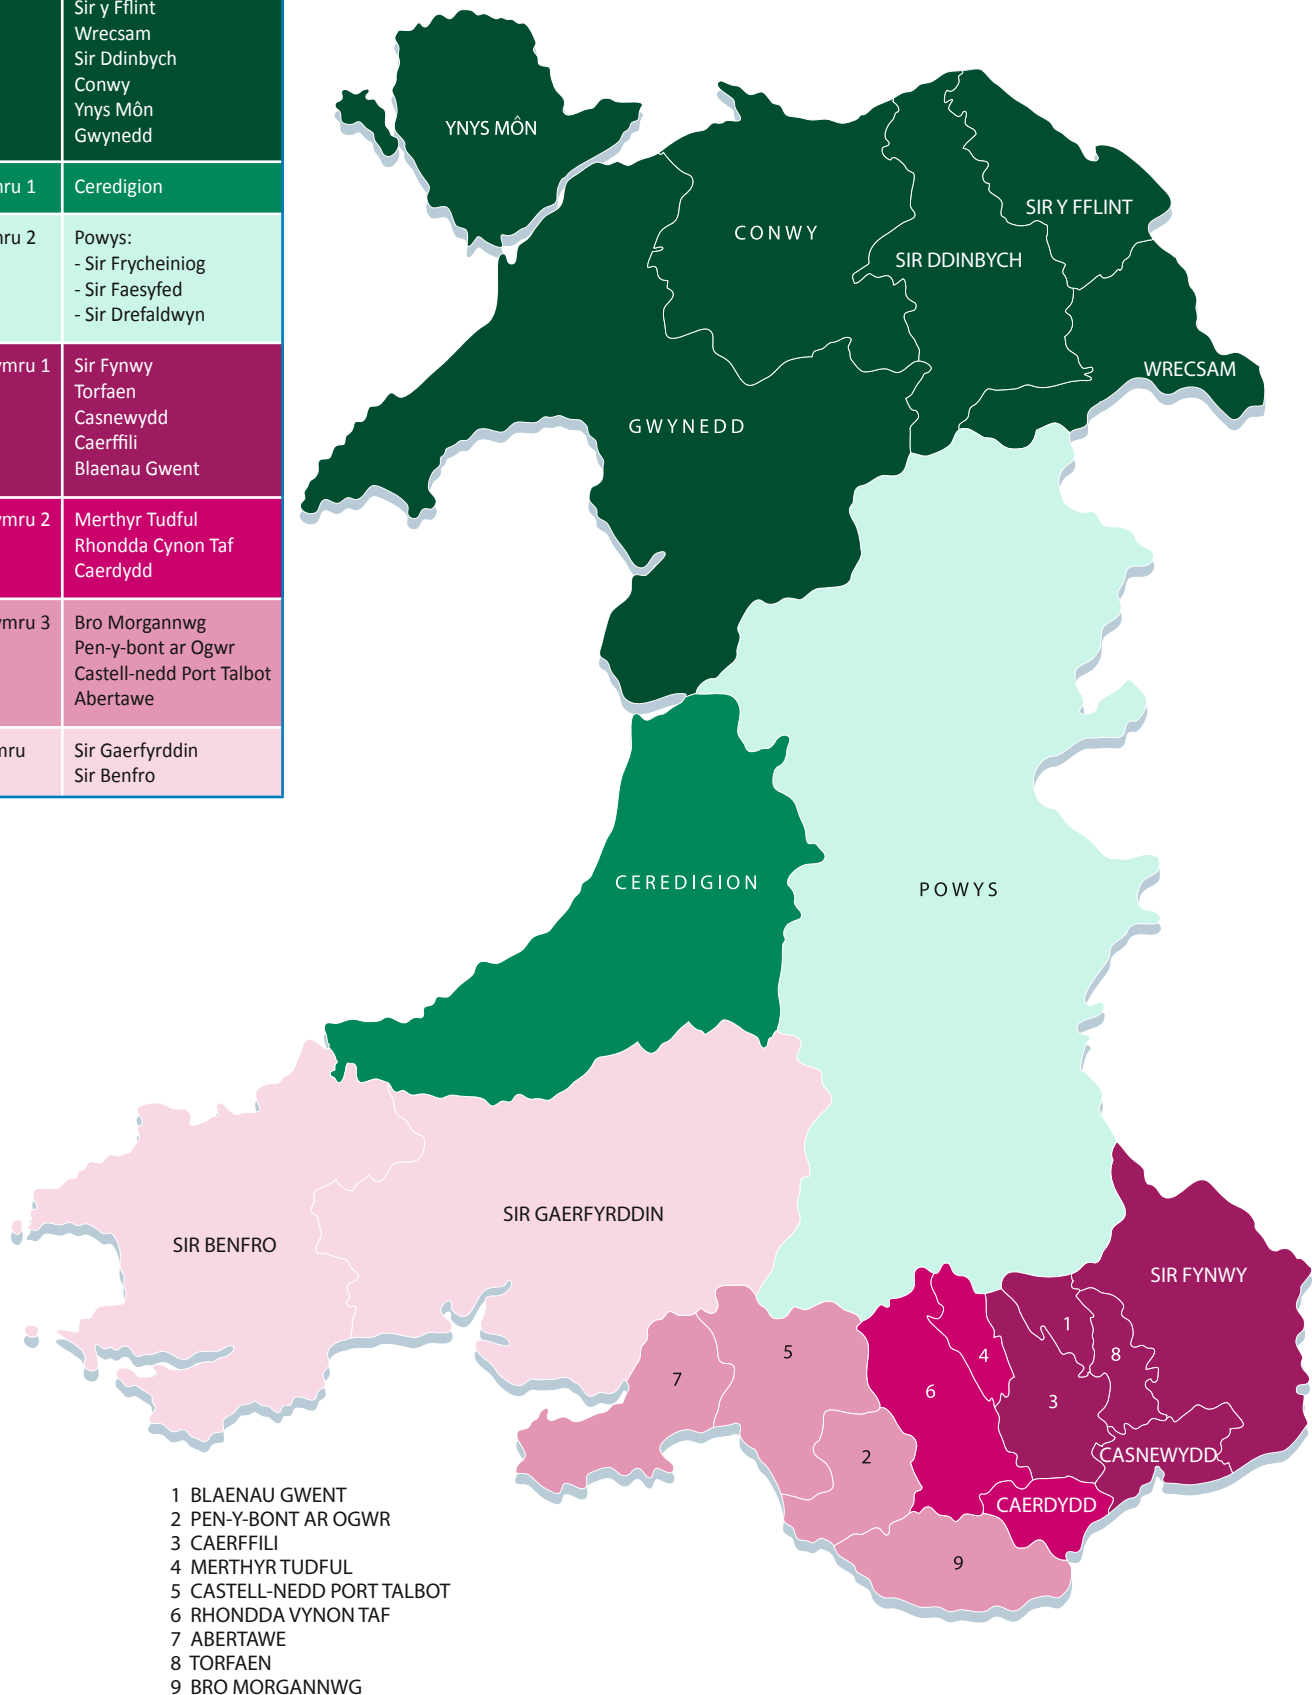 Sir y Fflint
Wrecsam
Sir Ddinbych
Conwy
Ynys Môn
Gwynedd
Ceredigion
Powys:
- Sir Frycheiniog
- Sir Faesyfed
- Sir Drefaldwyn
Sir Fynwy
Torfaen
Casnewydd
Caerffili
Blaenau Gwent
Merthyr Tudful
Rhondda Cynon Taf
Caerdydd
Bro Morgannwg
Pen-y-bont ar Ogwr
Castell-nedd Port Talbot
Abertawe
Sir Gaerfyrddin
Sir Benfro
1
2
1
2
3
YNYS MÔN
CONWY
SIR Y FFLINT
SIR DDINBYCH
WRECSAM
GWYNEDD
CEREDIGION
POWYS
SIR GAERFYRDDIN
SIR BENFRO
SIR FYNWY
1
8
5
4
7
6
3
2
CASNEWYDD
CAERDYDD
9
1 BLAENAU GWENT
2 PEN-Y-BONT AR OGWR
3 CAERFFILI
4 MERTHYR TUDFUL
5 CASTELL-NEDD PORT TALBOT
6 RHONDDA VYNON TAF
7 ABERTAWE
8 TORFAEN
9 BRO MORGANNWG